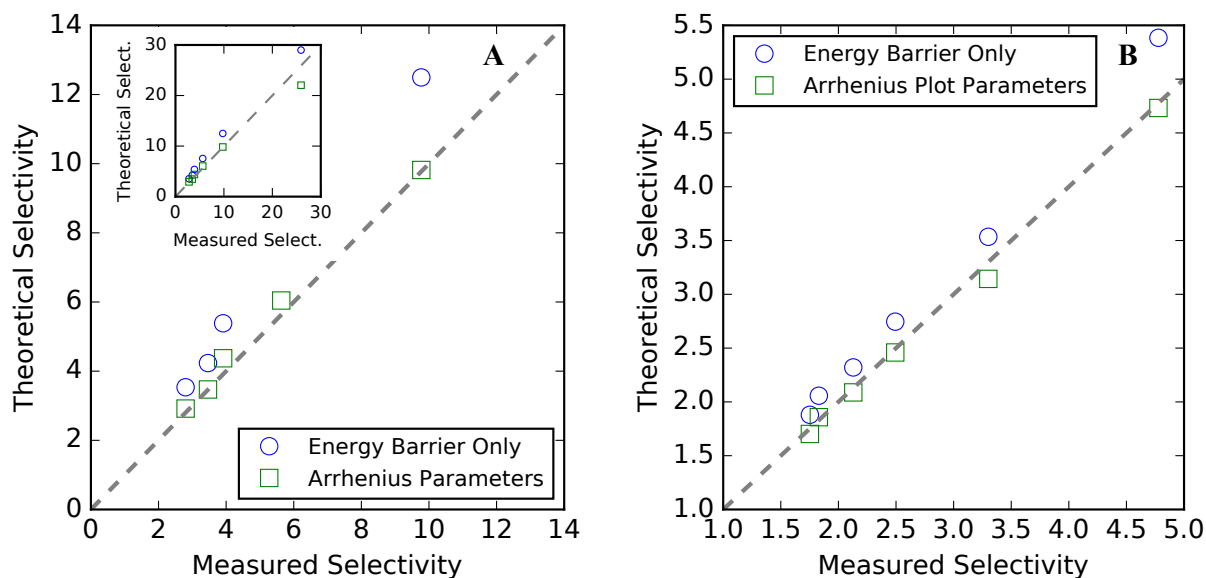 A
14
12
10
8
6
4
2
0
Theoretical Selectivity
0 2 4 6 8 10 12 14
Measured Selectivity
30
20
10
0
Theoretical Select.
0 10 20 30
Measured Select.
Energy Barrier Only
Arrhenius Parameters
B
5.5
5.0
4.5
4.0
3.5
3.0
2.5
2.0
1.5
1.0
Theoretical Selectivity
1.0 1.5 2.0 2.5 3.0 3.5 4.0 4.5 5.0
Measured Selectivity
Energy Barrier Only
Arrhenius Plot Parameters